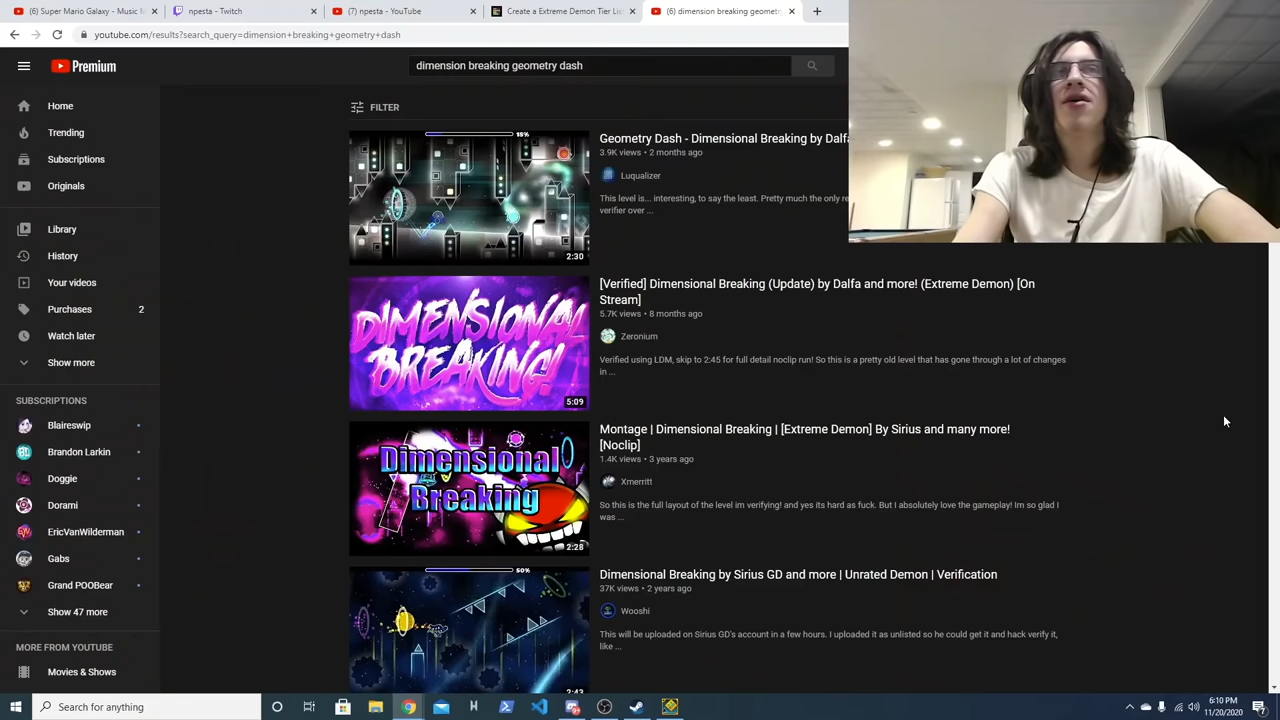 (5) Super Mario Galaxy - Music f
npesta - Twitch
(7) npesta - YouTube
Create a Extreme Demon Tier Lis
(6) dimension breaking geometr
youtube.com/results?search_query=dimension+breaking+geometry+dash
Premium
dimension breaking geometry dash
Home
Trending
Subscriptions
Originals
Library
History
Your videos
Purchases 2
Watch later
Show more
SUBSCRIPTIONS
Blaireswip
Brandon Larkin
Doggie
Dorami
EricVanWilderman
Gabs
Grand POOBear
Show 47 more
MORE FROM YOUTUBE
Movies & Shows
FILTER
15%
2:30
Geometry Dash - Dimensional Breaking by Dalfa
3.9K views • 2 months ago
Luqualizer
This level is... interesting, to say the least. Pretty much the only re
verifier over ...
DIMENSIONAL
BREAKING!
5:09
[Verified] Dimensional Breaking (Update) by Dalfa and more! (Extreme Demon) [On
Stream]
5.7K views • 8 months ago
Zeronium
Verified using LDM, skip to 2:45 for full detail noclip run! So this is a pretty old level that has gone through a lot of changes
in ...
Dimensional
Breaking
2:28
Montage | Dimensional Breaking | [Extreme Demon] By Sirius and many more!
[Noclip]
1.4K views • 3 years ago
Xmerritt
So this is the full layout of the level im verifying! and yes its hard as fuck. But I absolutely love the gameplay! Im so glad I
was ...
50%
2:43
Dimensional Breaking by Sirius GD and more | Unrated Demon | Verification
37K views • 2 years ago
Wooshi
This will be uploaded on Sirius GD's account in a few hours. I uploaded it as unlisted so he could get it and hack verify it,
like ...
Search for anything
6:10 PM
11/20/2020